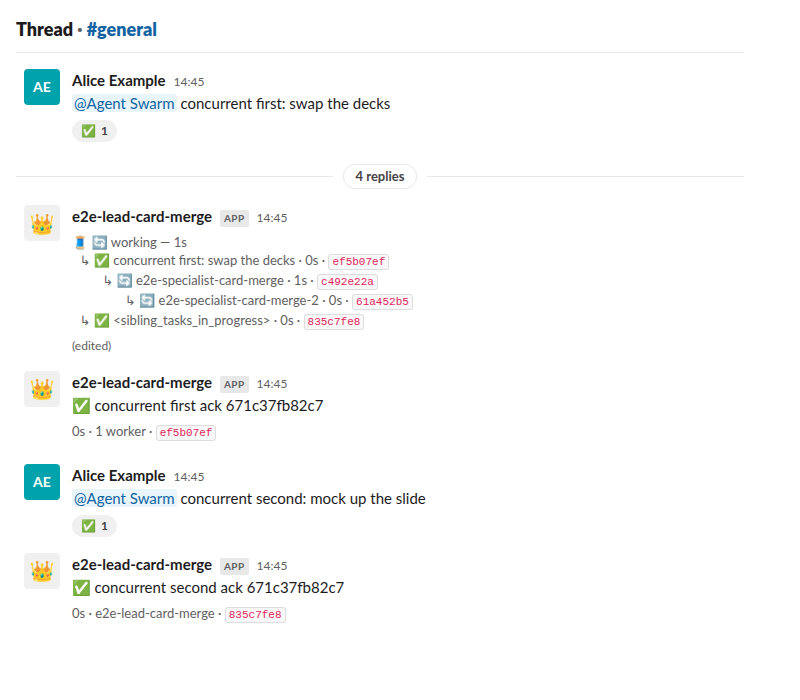 Thread · #general
AE
Alice Example 14:45
@Agent Swarm concurrent first: swap the decks
✅ 1
4 replies
e2e-lead-card-merge APP 14:45
🧵 🔄 working — 1s
↳ ✅ concurrent first: swap the decks · 0s · ef5b07ef
↳ 🔄 e2e-specialist-card-merge · 1s · c492e22a
↳ 🔄 e2e-specialist-card-merge-2 · 0s · 61a452b5
↳ ✅ <sibling_tasks_in_progress> · 0s · 835c7fe8
(edited)
e2e-lead-card-merge APP 14:45
✅ concurrent first ack 671c37fb82c7
0s · 1 worker · ef5b07ef
AE
Alice Example 14:45
@Agent Swarm concurrent second: mock up the slide
✅ 1
e2e-lead-card-merge APP 14:45
✅ concurrent second ack 671c37fb82c7
0s · e2e-lead-card-merge · 835c7fe8